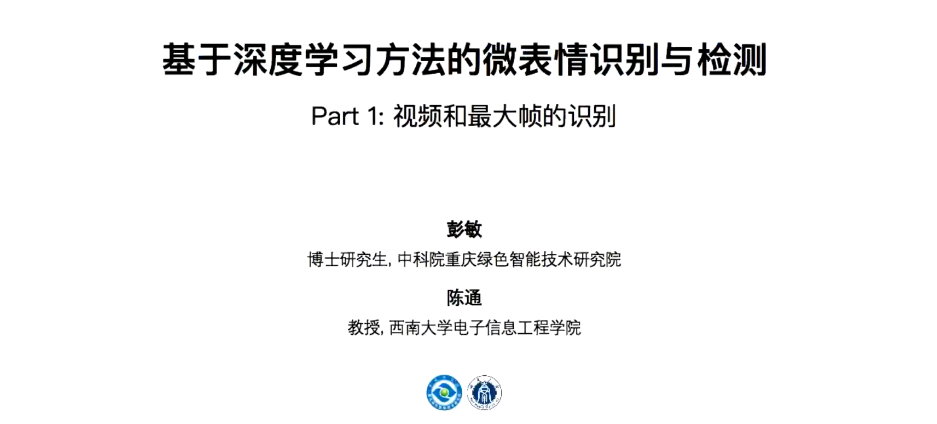 基于深度学习方法的微表情识别与检测
Part 1: 视频和最大帧的识别
彭敏
博士研究生, 中科院重庆绿色智能技术研究院
陈通
教授, 西南大学电子信息工程学院